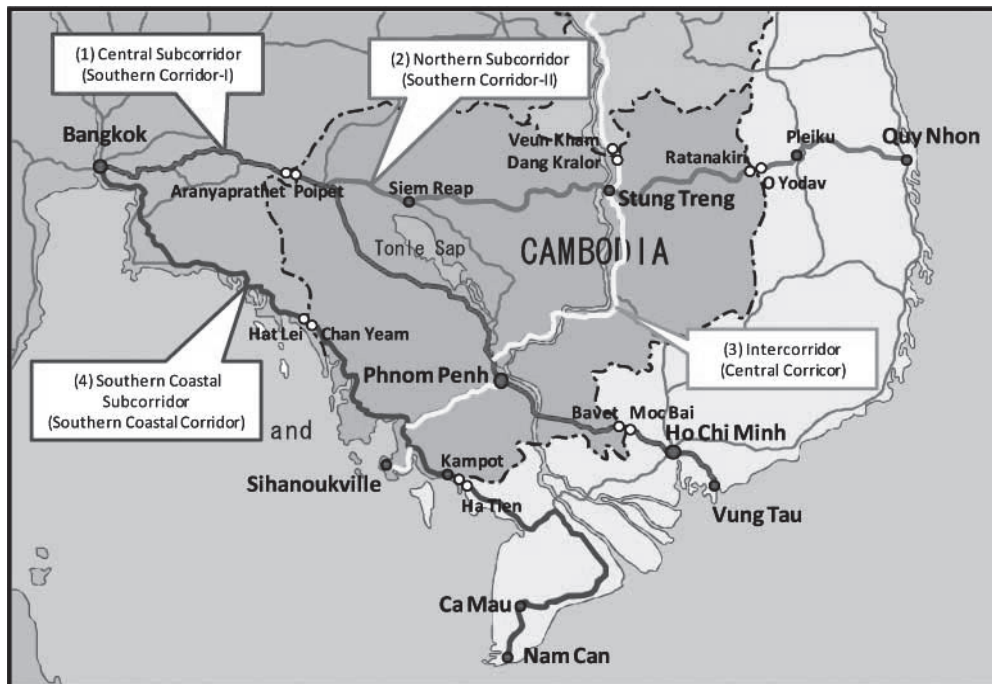 (1) Central Subcorridor
(Southern Corridor-I)
(2) Northern Subcorridor
(Southern Corridor-II)
Bangkok
Veun Kham
Dang Kralor
Ratanakiri
Pleiku
Quy Nhon
Aranyaprathet
Poipet
Siem Reap
Stung Treng
O Yodav
Tonle Sap
CAMBODIA
Hat Lei
Chan Yeam
(3) Intercorridor
(Central Corricor)
Phnom Penh
(4) Southern Coastal
Subcorridor
(Southern Coastal Corridor)
Bavet
Moc Bai
Ho Chi Minh
and
Sihanoukville
Kampot
Ha Tien
Vung Tau
Ca Mau
Nam Can